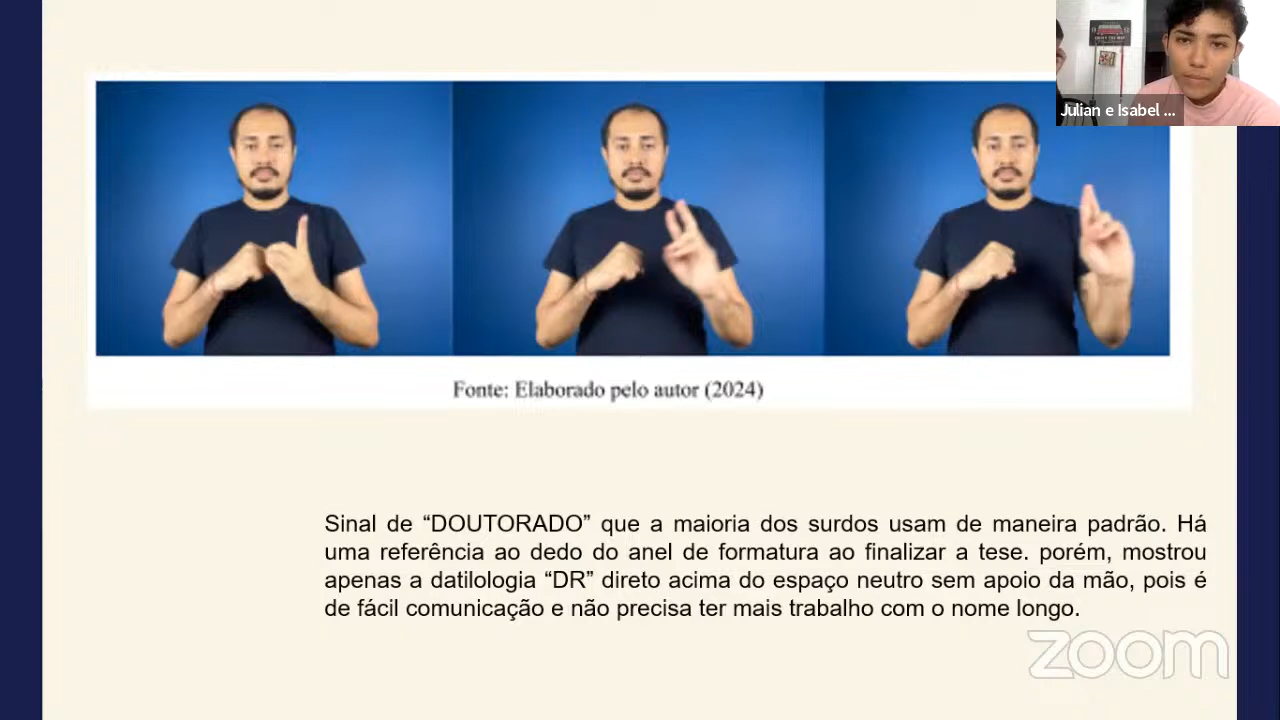 Julian e Isabel ...
Fonte: Elaborado pelo autor (2024)
Sinal de “DOUTORADO” que a maioria dos surdos usam de maneira padrão. Há
uma referência ao dedo do anel de formatura ao finalizar a tese. porém, mostrou
apenas a datilologia “DR” direto acima do espaço neutro sem apoio da mão, pois é
de fácil comunicação e não precisa ter mais trabalho com o nome longo.
zoom